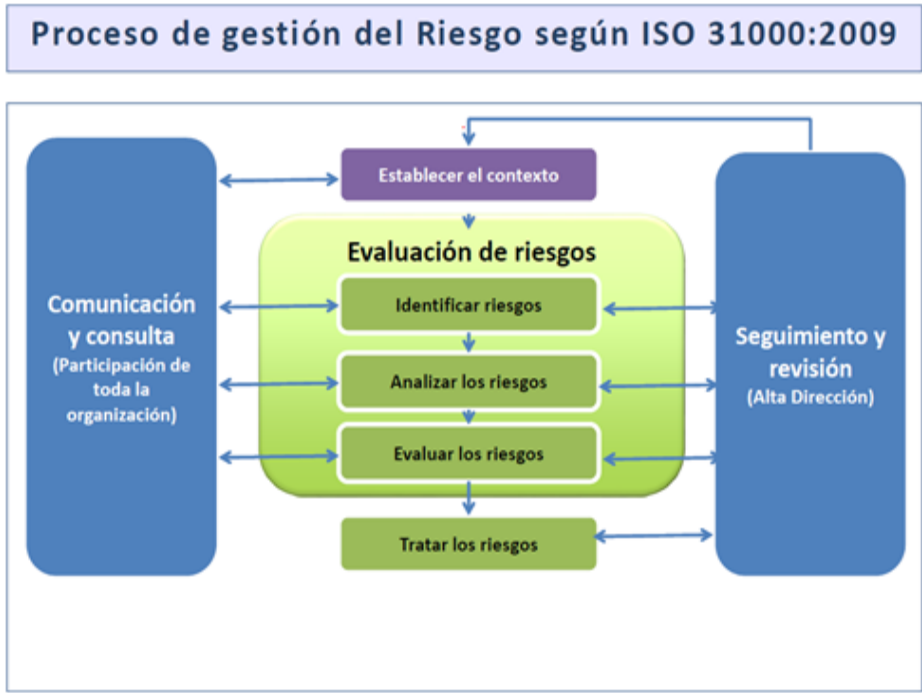 Proceso de gestión del Riesgo según ISO 31000:2009
Establecer el contexto
Evaluación de riesgos
Identificar riesgos
Analizar los riesgos
Evaluar los riesgos
Tratar los riesgos
Comunicación
y consulta
(Participación de
toda la
organización)
Seguimiento y
revisión
(Alta Dirección)